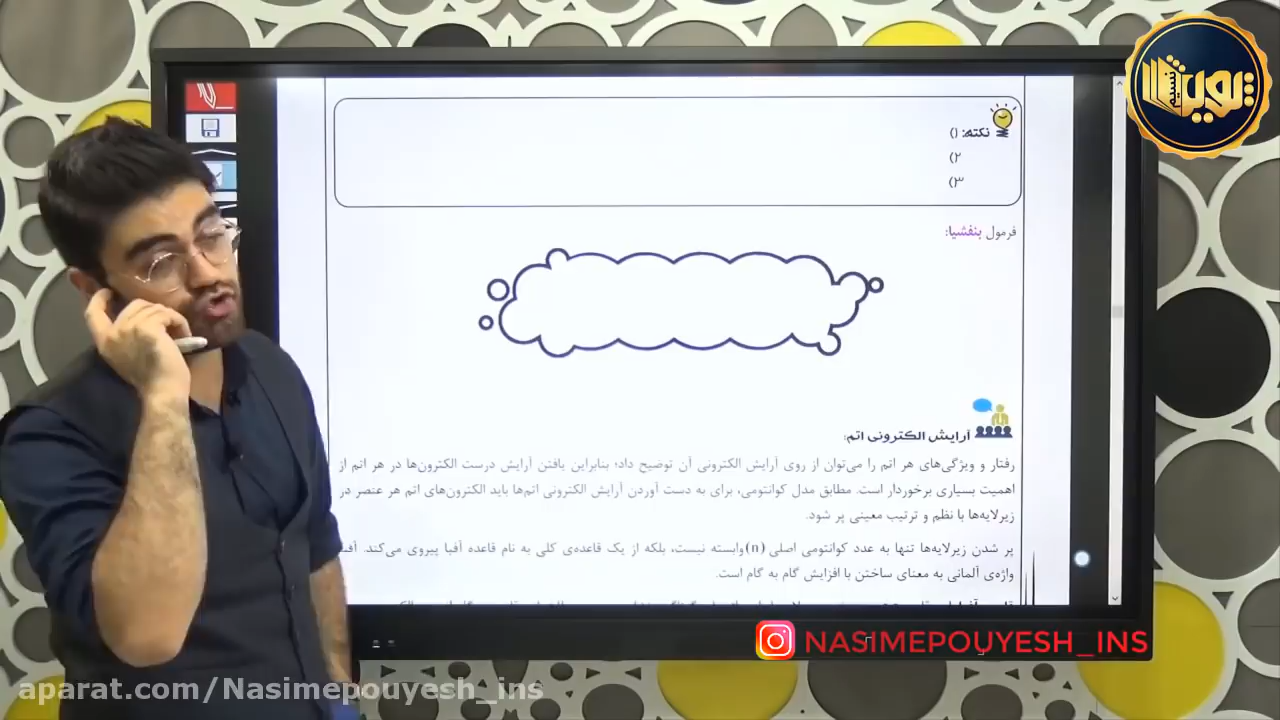 نکته: ۱)
۲)
۳)
فرمول بنفشیا:
آرایش الکترونی اتم:
رفتار و ویژگی‌های هر اتم را می‌توان از روی آرایش الکترونی آن توضیح داد؛ بنابراین یافتن آرایش درست الکترون‌ها در هر اتم از
اهمیت بسیاری برخوردار است. مطابق مدل کوانتومی، برای به دست آوردن آرایش الکترونی اتم‌ها باید الکترون‌های اتم هر عنصر در
زیرلایه‌ها با نظم و ترتیب معینی پر شود.
پر شدن زیرلایه‌ها تنها به عدد کوانتومی اصلی (n) وابسته نیست، بلکه از یک قاعده‌ی کلی به نام قاعده آفبا پیروی می‌کند. آفبا
واژه‌ی آلمانی به معنای ساختن با افزایش گام به گام است.
نسیم پویش
NASIMEPOUYESH_INS
aparat.com/Nasimepouyesh_ins